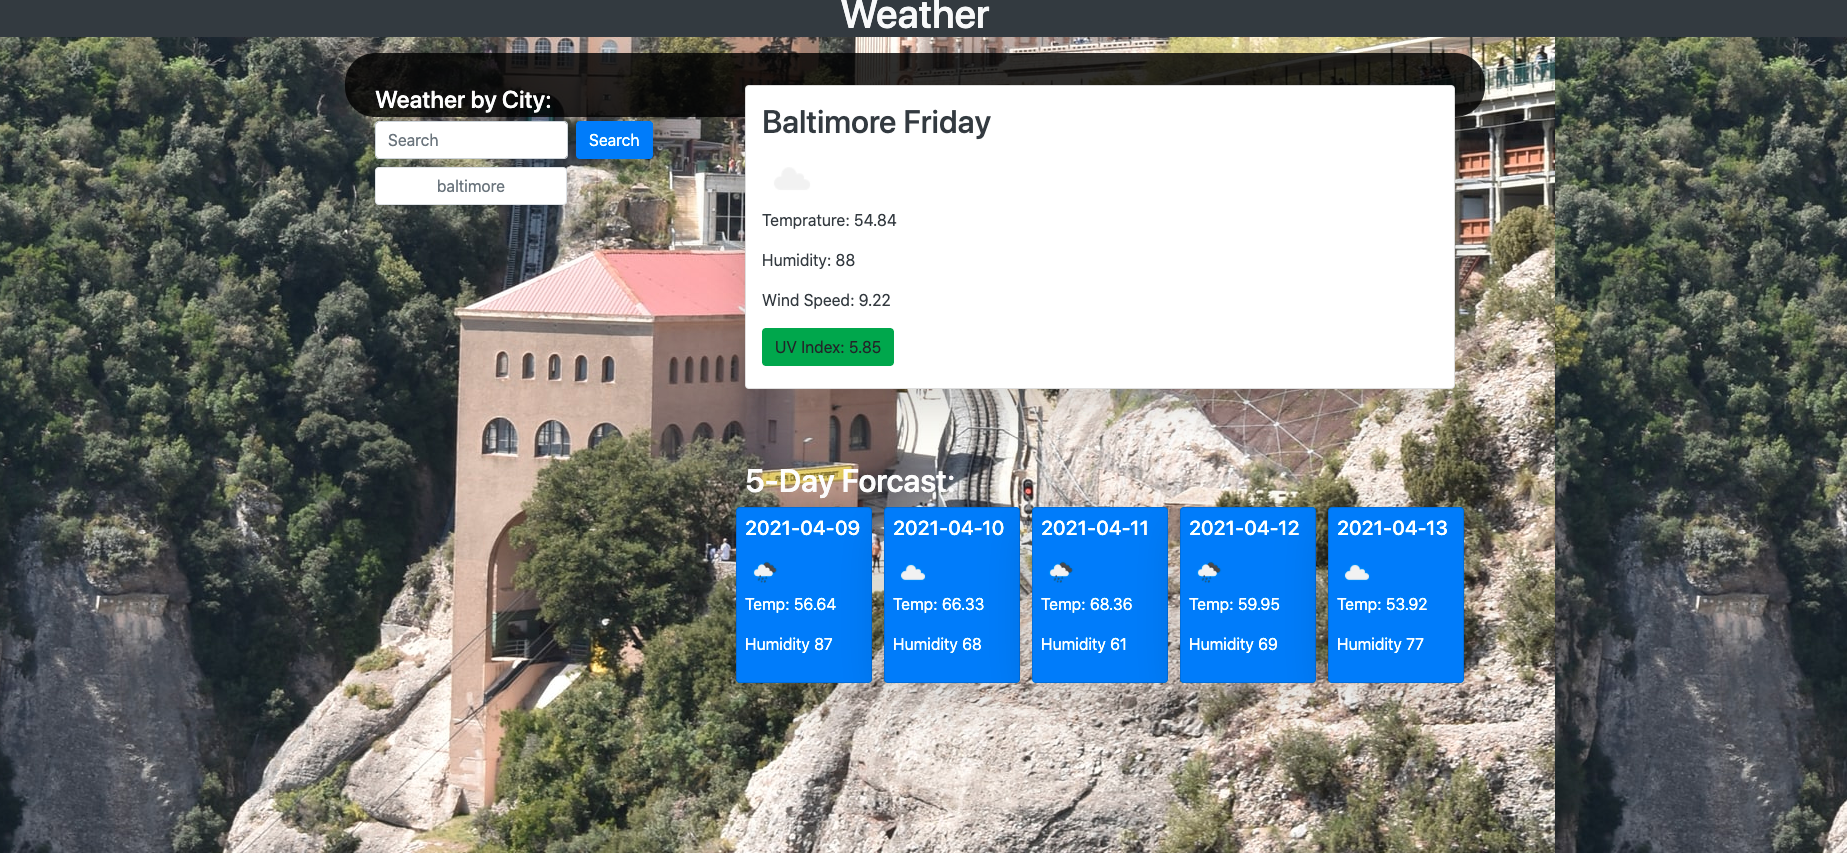 Weather
Weather by City:
Search
Search
baltimore
Baltimore Friday
Temprature: 54.84
Humidity: 88
Wind Speed: 9.22
UV Index: 5.85
5-Day Forcast:
2021-04-09
Temp: 56.64
Humidity 87
2021-04-10
Temp: 66.33
Humidity 68
2021-04-11
Temp: 68.36
Humidity 61
2021-04-12
Temp: 59.95
Humidity 69
2021-04-13
Temp: 53.92
Humidity 77